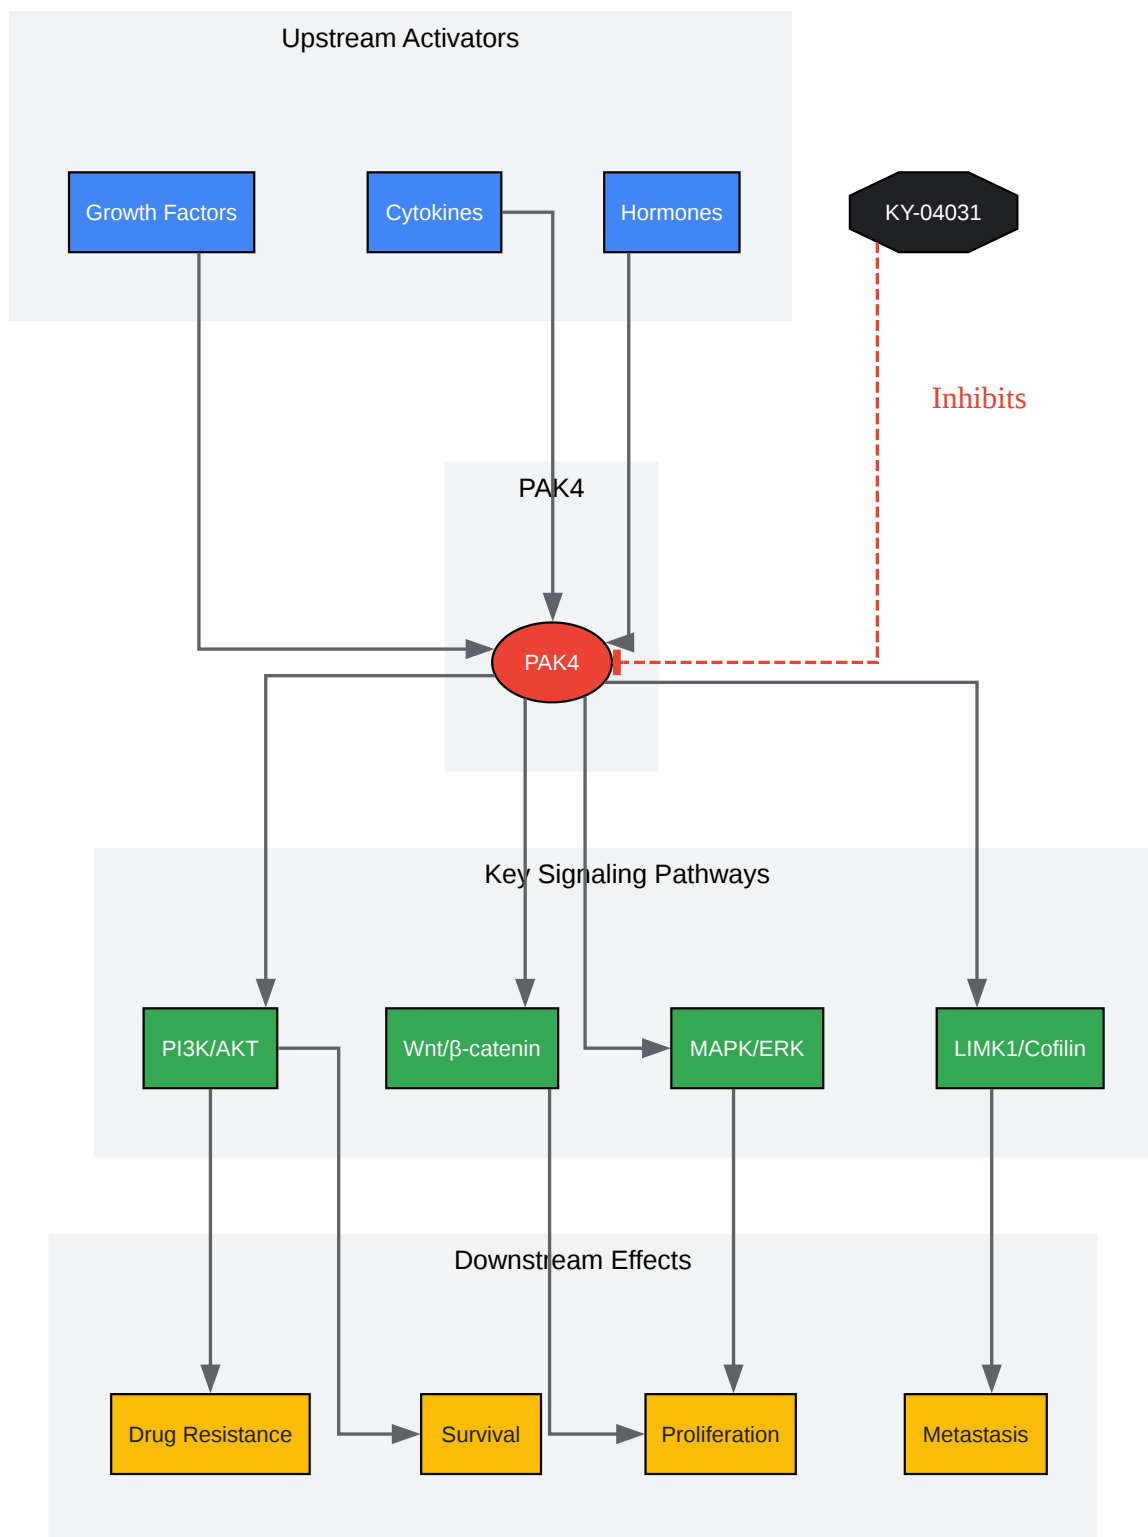 Upstream Activators
Growth Factors
Cytokines
Hormones
KY-04031
Inhibits
PAK4
PAK4
Key Signaling Pathways
PI3K/AKT
Wnt/β-catenin
MAPK/ERK
LIMK1/Cofilin
Downstream Effects
Drug Resistance
Survival
Proliferation
Metastasis